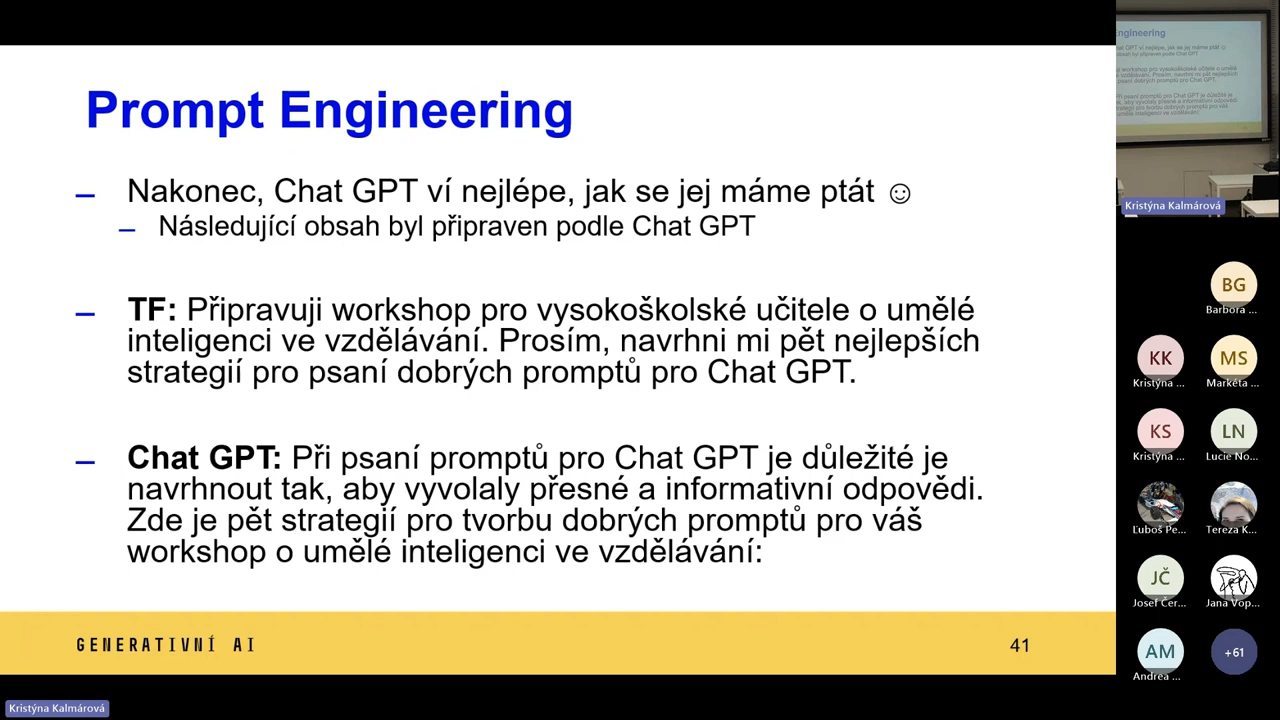 Prompt Engineering
– Nakonec, Chat GPT ví nejlépe, jak se jej máme ptát ☺
– Následující obsah byl připraven podle Chat GPT
– TF: Připravuji workshop pro vysokoškolské učitele o umělé
inteligenci ve vzdělávání. Prosím, navrhni mi pět nejlepších
strategií pro psaní dobrých promptů pro Chat GPT.
– Chat GPT: Při psaní promptů pro Chat GPT je důležité je
navrhnout tak, aby vyvolaly přesné a informativní odpovědi.
Zde je pět strategií pro tvorbu dobrých promptů pro váš
workshop o umělé inteligenci ve vzdělávání:
GENERATIVNÍ AI
41
Kristýna Kalmárová
ngineering
Kristýna Kalmárová
BG
Barbora ...
KK
Kristýna ...
MS
Markéta ...
KS
Kristýna ...
LN
Lucie No...
Ľuboš Pe...
Tereza K...
JČ
Josef Čer...
Jana Vop...
AM
Andrea ...
+61